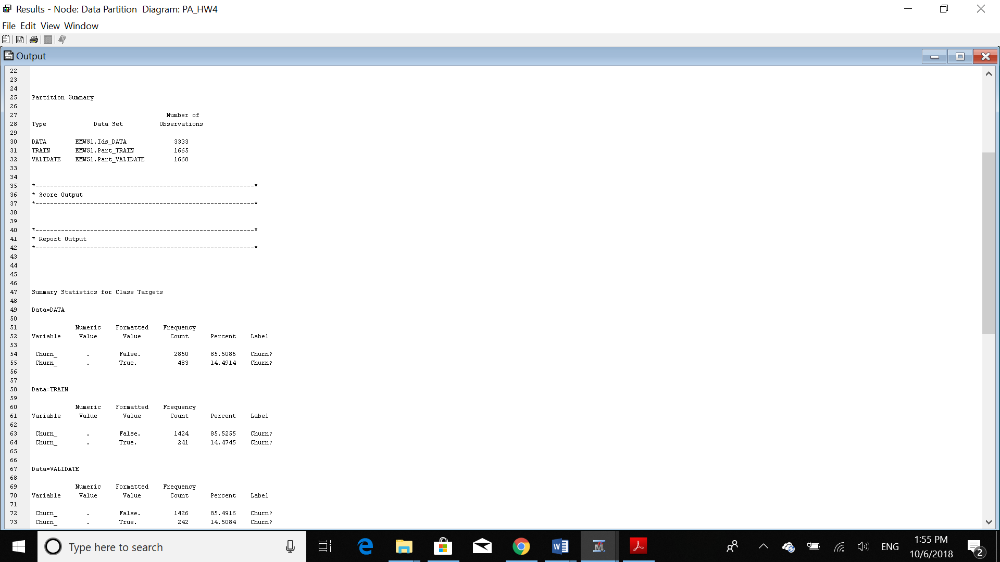 Results - Node: Data Partition  Diagram: PA_HW4
File Edit View Window
Output
22
23
24
25 Partition Summary
26
27 Number of
28 Type Data Set Observations
29
30 DATA EMWS1.Ids_DATA 3333
31 TRAIN EMWS1.Part_TRAIN 1665
32 VALIDATE EMWS1.Part_VALIDATE 1668
33
34
35 *------------------------------------------------------------*
36 * Score Output
37 *------------------------------------------------------------*
38
39
40 *------------------------------------------------------------*
41 * Report Output
42 *------------------------------------------------------------*
43
44
45
46
47 Summary Statistics for Class Targets
48
49 Data=DATA
50
51 Numeric Formatted Frequency
52 Variable Value Value Count Percent Label
53
54 Churn_ . False. 2850 85.5086 Churn?
55 Churn_ . True. 483 14.4914 Churn?
56
57
58 Data=TRAIN
59
60 Numeric Formatted Frequency
61 Variable Value Value Count Percent Label
62
63 Churn_ . False. 1424 85.5255 Churn?
64 Churn_ . True. 241 14.4745 Churn?
65
66
67 Data=VALIDATE
68
69 Numeric Formatted Frequency
70 Variable Value Value Count Percent Label
71
72 Churn_ . False. 1426 85.4916 Churn?
73 Churn_ . True. 242 14.5084 Churn?
Type here to search
ENG
1:55 PM
10/6/2018
2